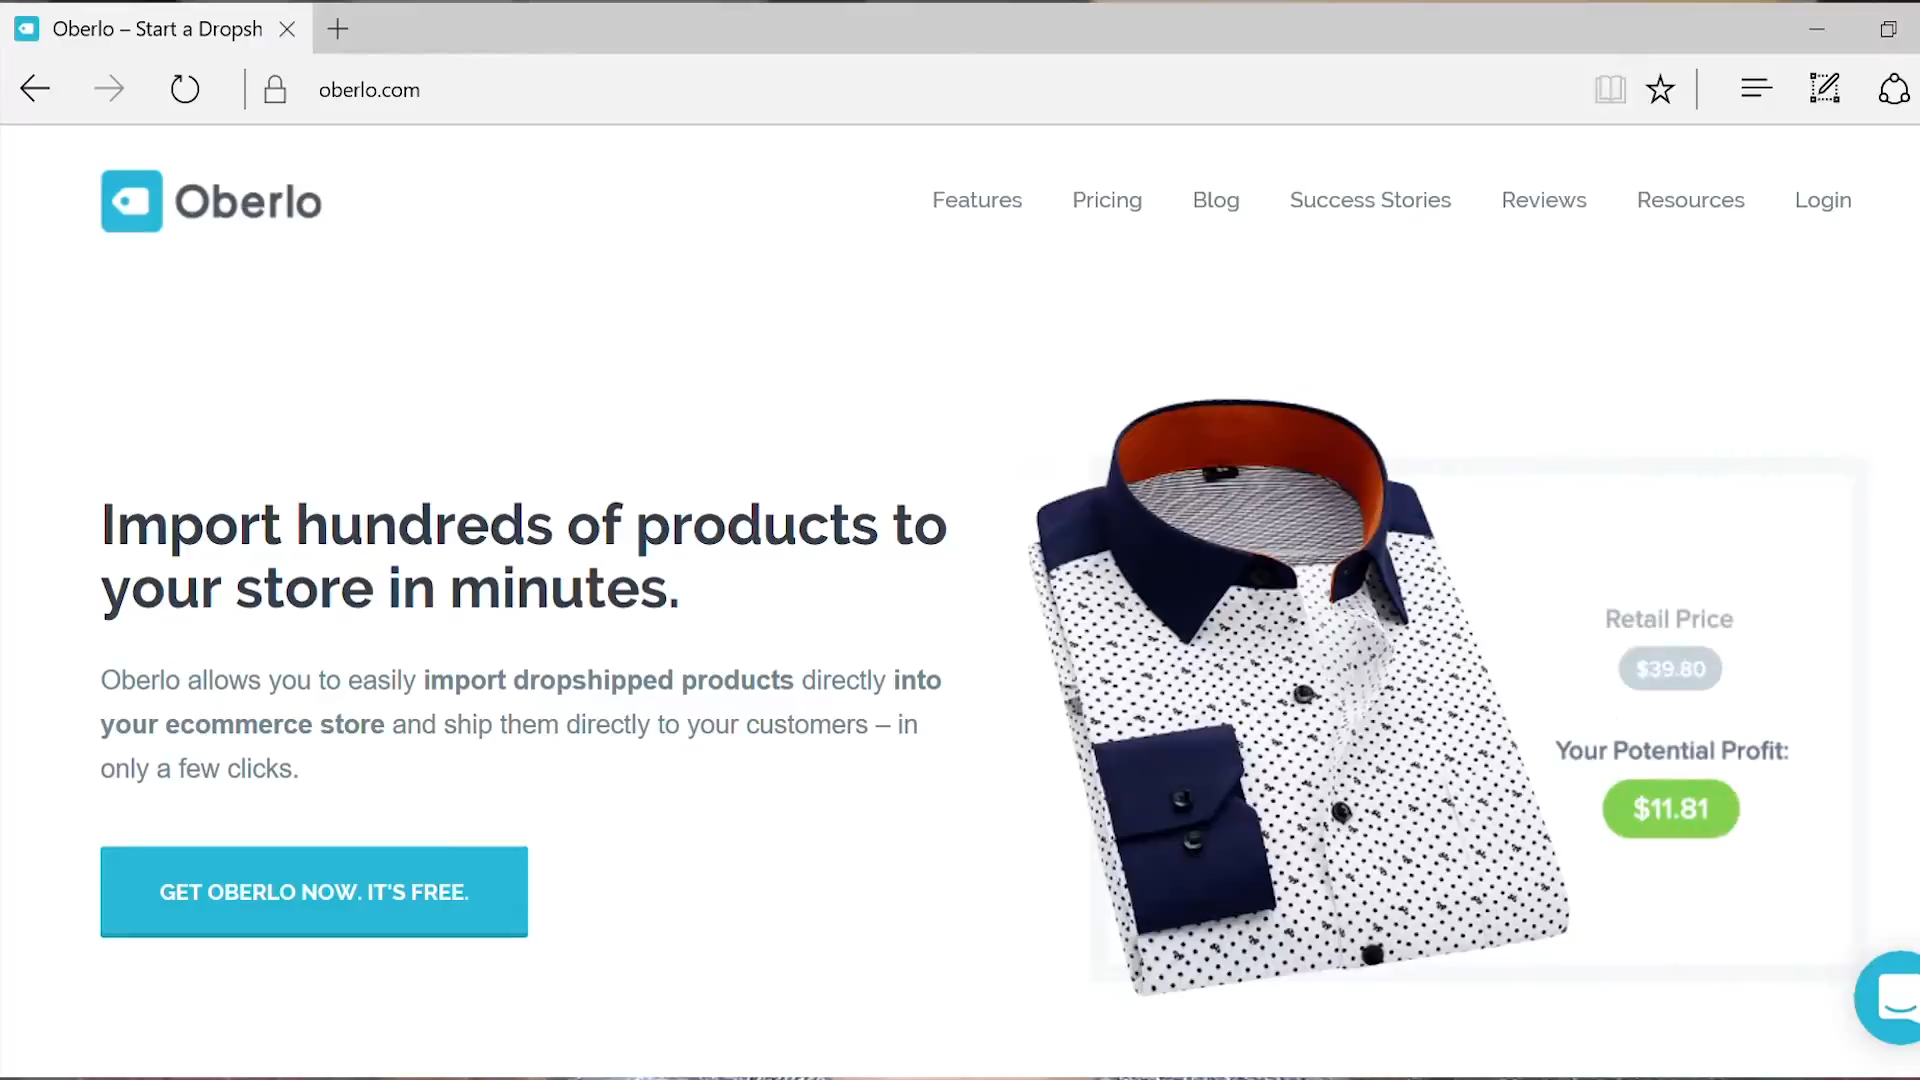 Oberlo – Start a Dropsh
oberlo.com
Oberlo
Features
Pricing
Blog
Success Stories
Reviews
Resources
Login
Import hundreds of products to
your store in minutes.
Oberlo allows you to easily import dropshipped products directly into
your ecommerce store and ship them directly to your customers – in
only a few clicks.
GET OBERLO NOW. IT'S FREE.
Retail Price
$39.80
Your Potential Profit:
$11.81